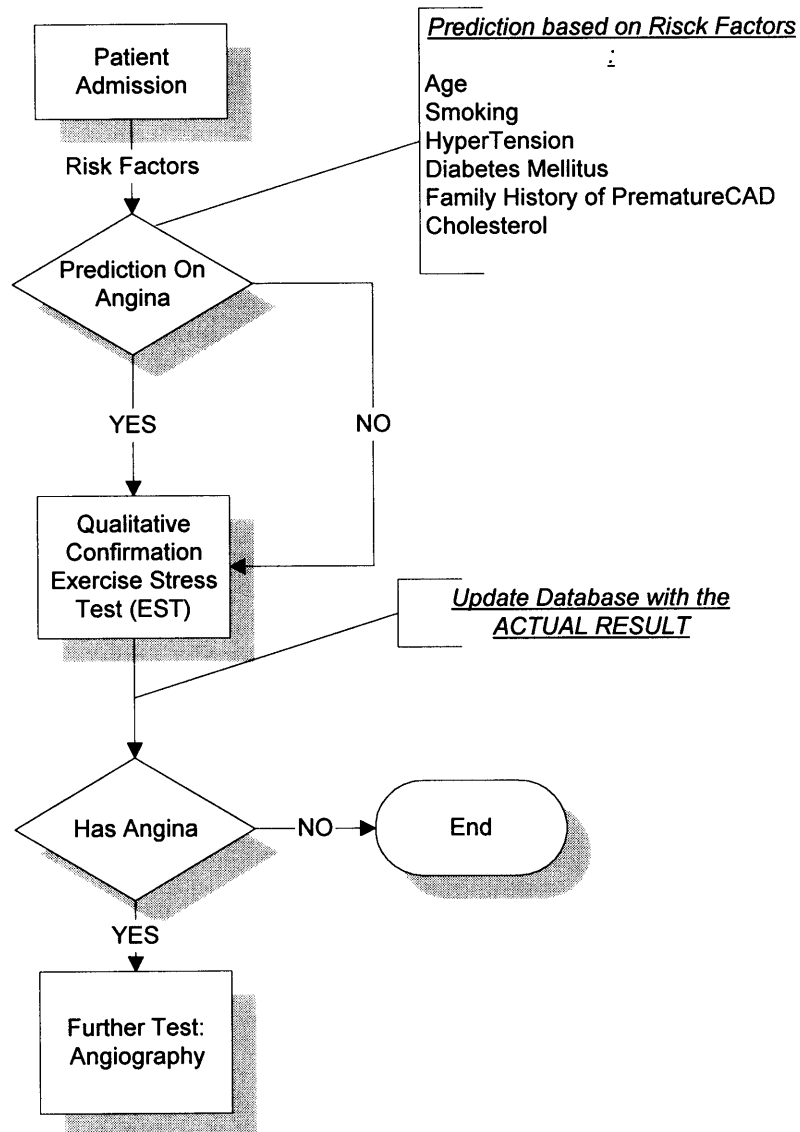 Patient
Admission
Prediction based on Risck Factors
:
Age
Smoking
HyperTension
Diabetes Mellitus
Family History of PrematureCAD
Cholesterol
Risk Factors
Prediction On
Angina
YES
NO
Qualitative
Confirmation
Exercise Stress
Test (EST)
Update Database with the
ACTUAL RESULT
Has Angina
NO
End
YES
Further Test:
Angiography